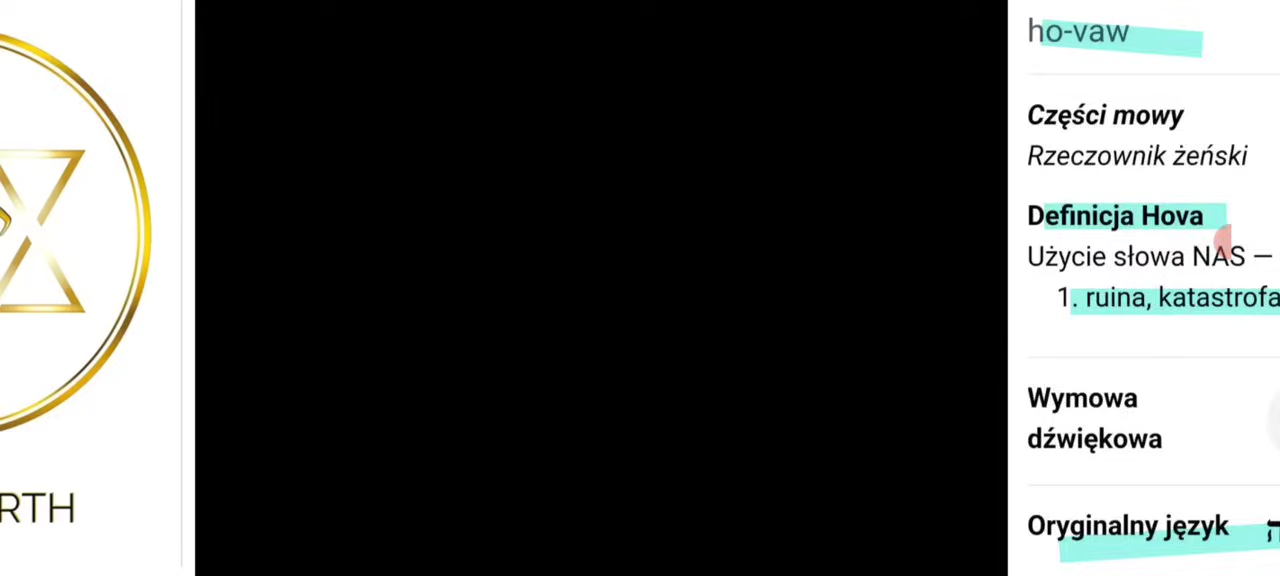 RTH
ho-vaw
Części mowy
Rzeczownik żeński
Definicja Hova
Użycie słowa NAS —
1. ruina, katastrofa
Wymowa
dźwiękowa
Oryginalny język